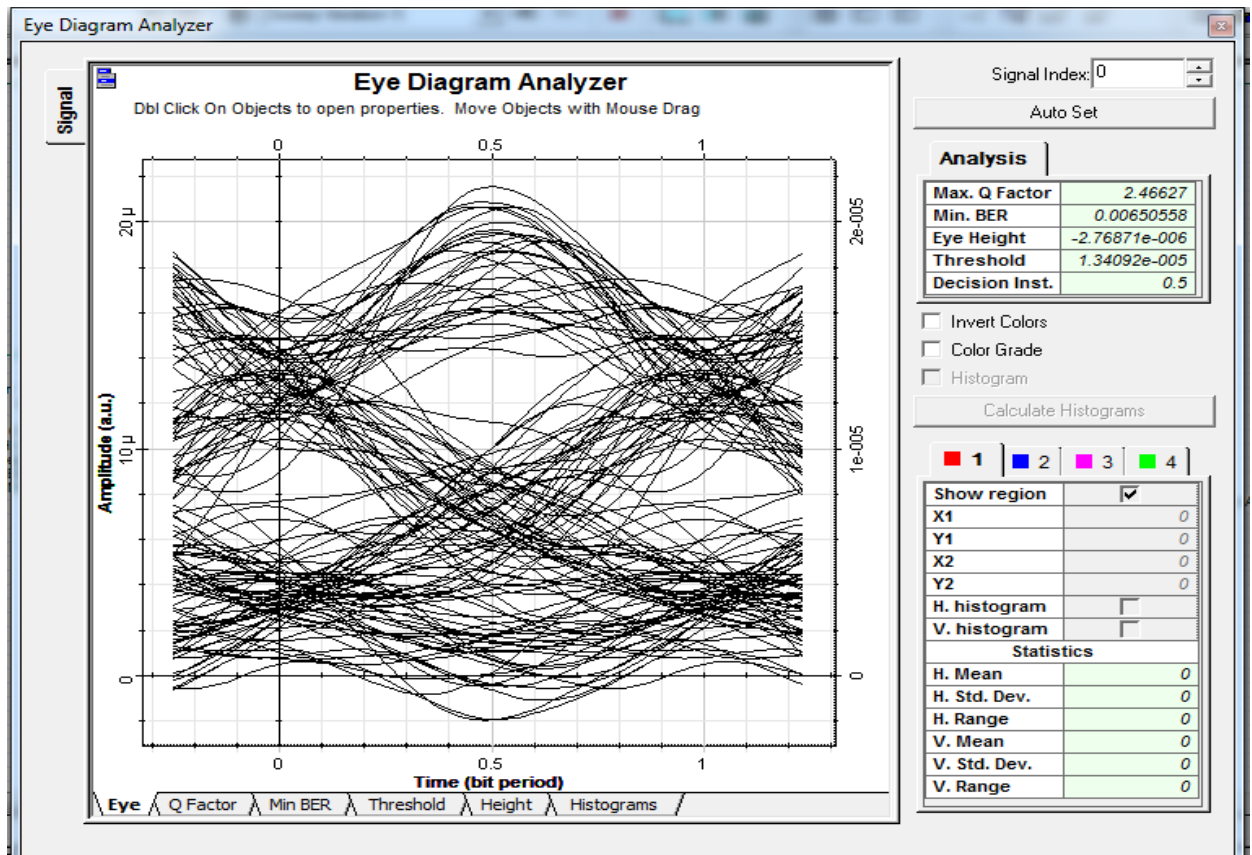 Eye Diagram Analyzer
Signal
Eye Diagram Analyzer
Dbl Click On Objects to open properties. Move Objects with Mouse Drag
0 0.5 1
20 µ
10 µ
0
Amplitude (a.u.)
2e-005
1e-005
0
0 0.5 1
Time (bit period)
Eye Q Factor Min BER Threshold Height Histograms
Signal Index: 0
Auto Set
Analysis
Max. Q Factor 2.46627
Min. BER 0.00650558
Eye Height -2.76871e-006
Threshold 1.34092e-005
Decision Inst. 0.5
Invert Colors
Color Grade
Histogram
Calculate Histograms
1 2 3 4
Show region
X1 0
Y1 0
X2 0
Y2 0
H. histogram
V. histogram
Statistics
H. Mean 0
H. Std. Dev. 0
H. Range 0
V. Mean 0
V. Std. Dev. 0
V. Range 0